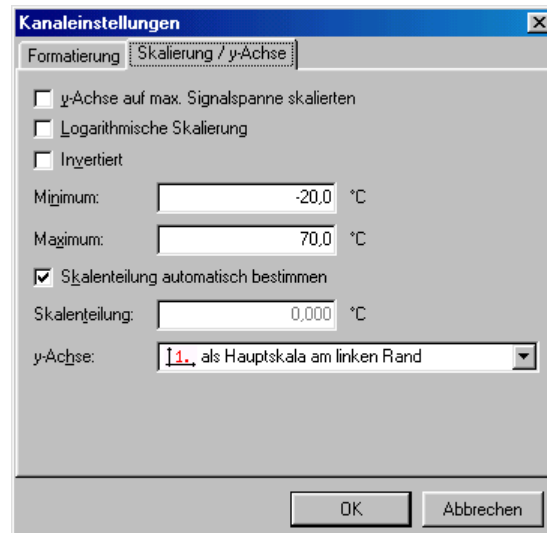 Kanaleinstellungen
Formatierung Skalierung / y-Achse
y-Achse auf max. Signalspanne skalierten
Logarithmische Skalierung
Invertiert
Minimum: -20,0 °C
Maximum: 70,0 °C
Skalenteilung automatisch bestimmen
Skalenteilung: 0,000 °C
y-Achse: 1. als Hauptskala am linken Rand
OK Abbrechen